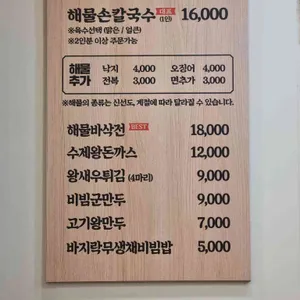 해물손칼국수 대표 (1인) 16,000
※육수선택 (맑은 / 얼큰)
※2인분 이상 주문가능
해물 추가
낙지 4,000 오징어 4,000
전복 3,000 면추가 3,000
※해물의 종류는 신선도, 계절에 따라 달라질 수 있습니다.
해물바삭전 BEST 18,000
수제왕돈까스 12,000
왕새우튀김 (4마리) 9,000
비빔군만두 9,000
고기왕만두 7,000
바지락무생채비빔밥 5,000